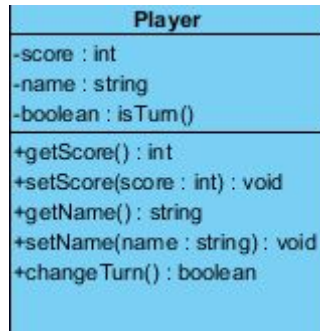 Player
-score : int
-name : string
-boolean : isTurn()
+getScore() : int
+setScore(score : int) : void
+getName() : string
+setName(name : string) : void
+changeTurn() : boolean